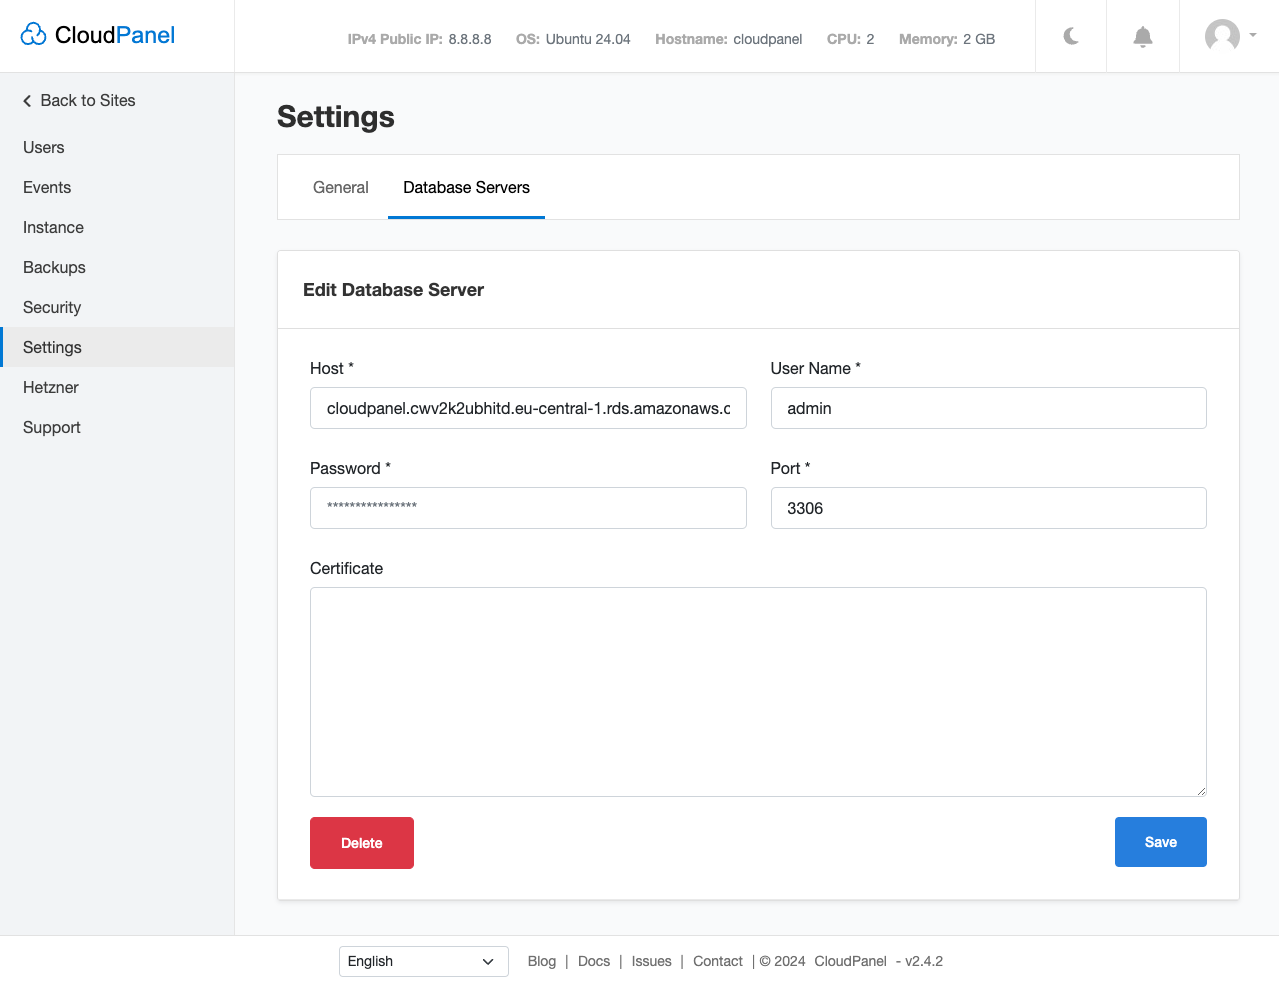 CloudPanel
IPv4 Public IP: 8.8.8.8 OS: Ubuntu 24.04 Hostname: cloudpanel CPU: 2 Memory: 2 GB
Back to Sites
Users
Events
Instance
Backups
Security
Settings
Hetzner
Support
Settings
General Database Servers
Edit Database Server
Host * User Name *
cloudpanel.cwv2k2ubhitd.eu-central-1.rds.amazonaws.c admin
Password * Port *
**************** 3306
Certificate
Delete Save
English Blog | Docs | Issues | Contact | © 2024 CloudPanel - v2.4.2